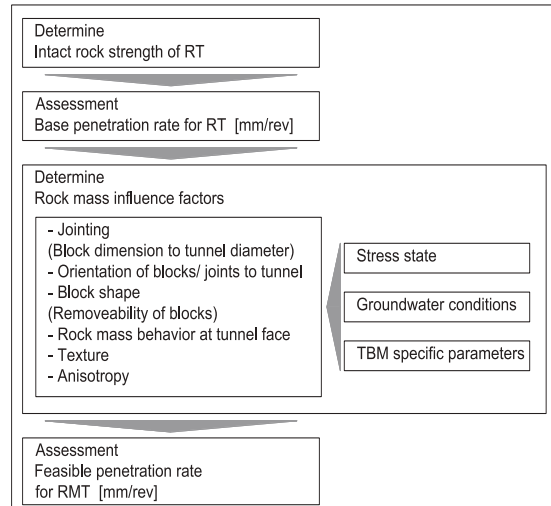 Determine
Intact rock strength of RT
Assessment
Base penetration rate for RT [mm/rev]
Determine
Rock mass influence factors
- Jointing
(Block dimension to tunnel diameter)
- Orientation of blocks/ joints to tunnel
- Block shape
(Removeability of blocks)
- Rock mass behavior at tunnel face
- Texture
- Anisotropy
Stress state
Groundwater conditions
TBM specific parameters
Assessment
Feasible penetration rate
for RMT [mm/rev]